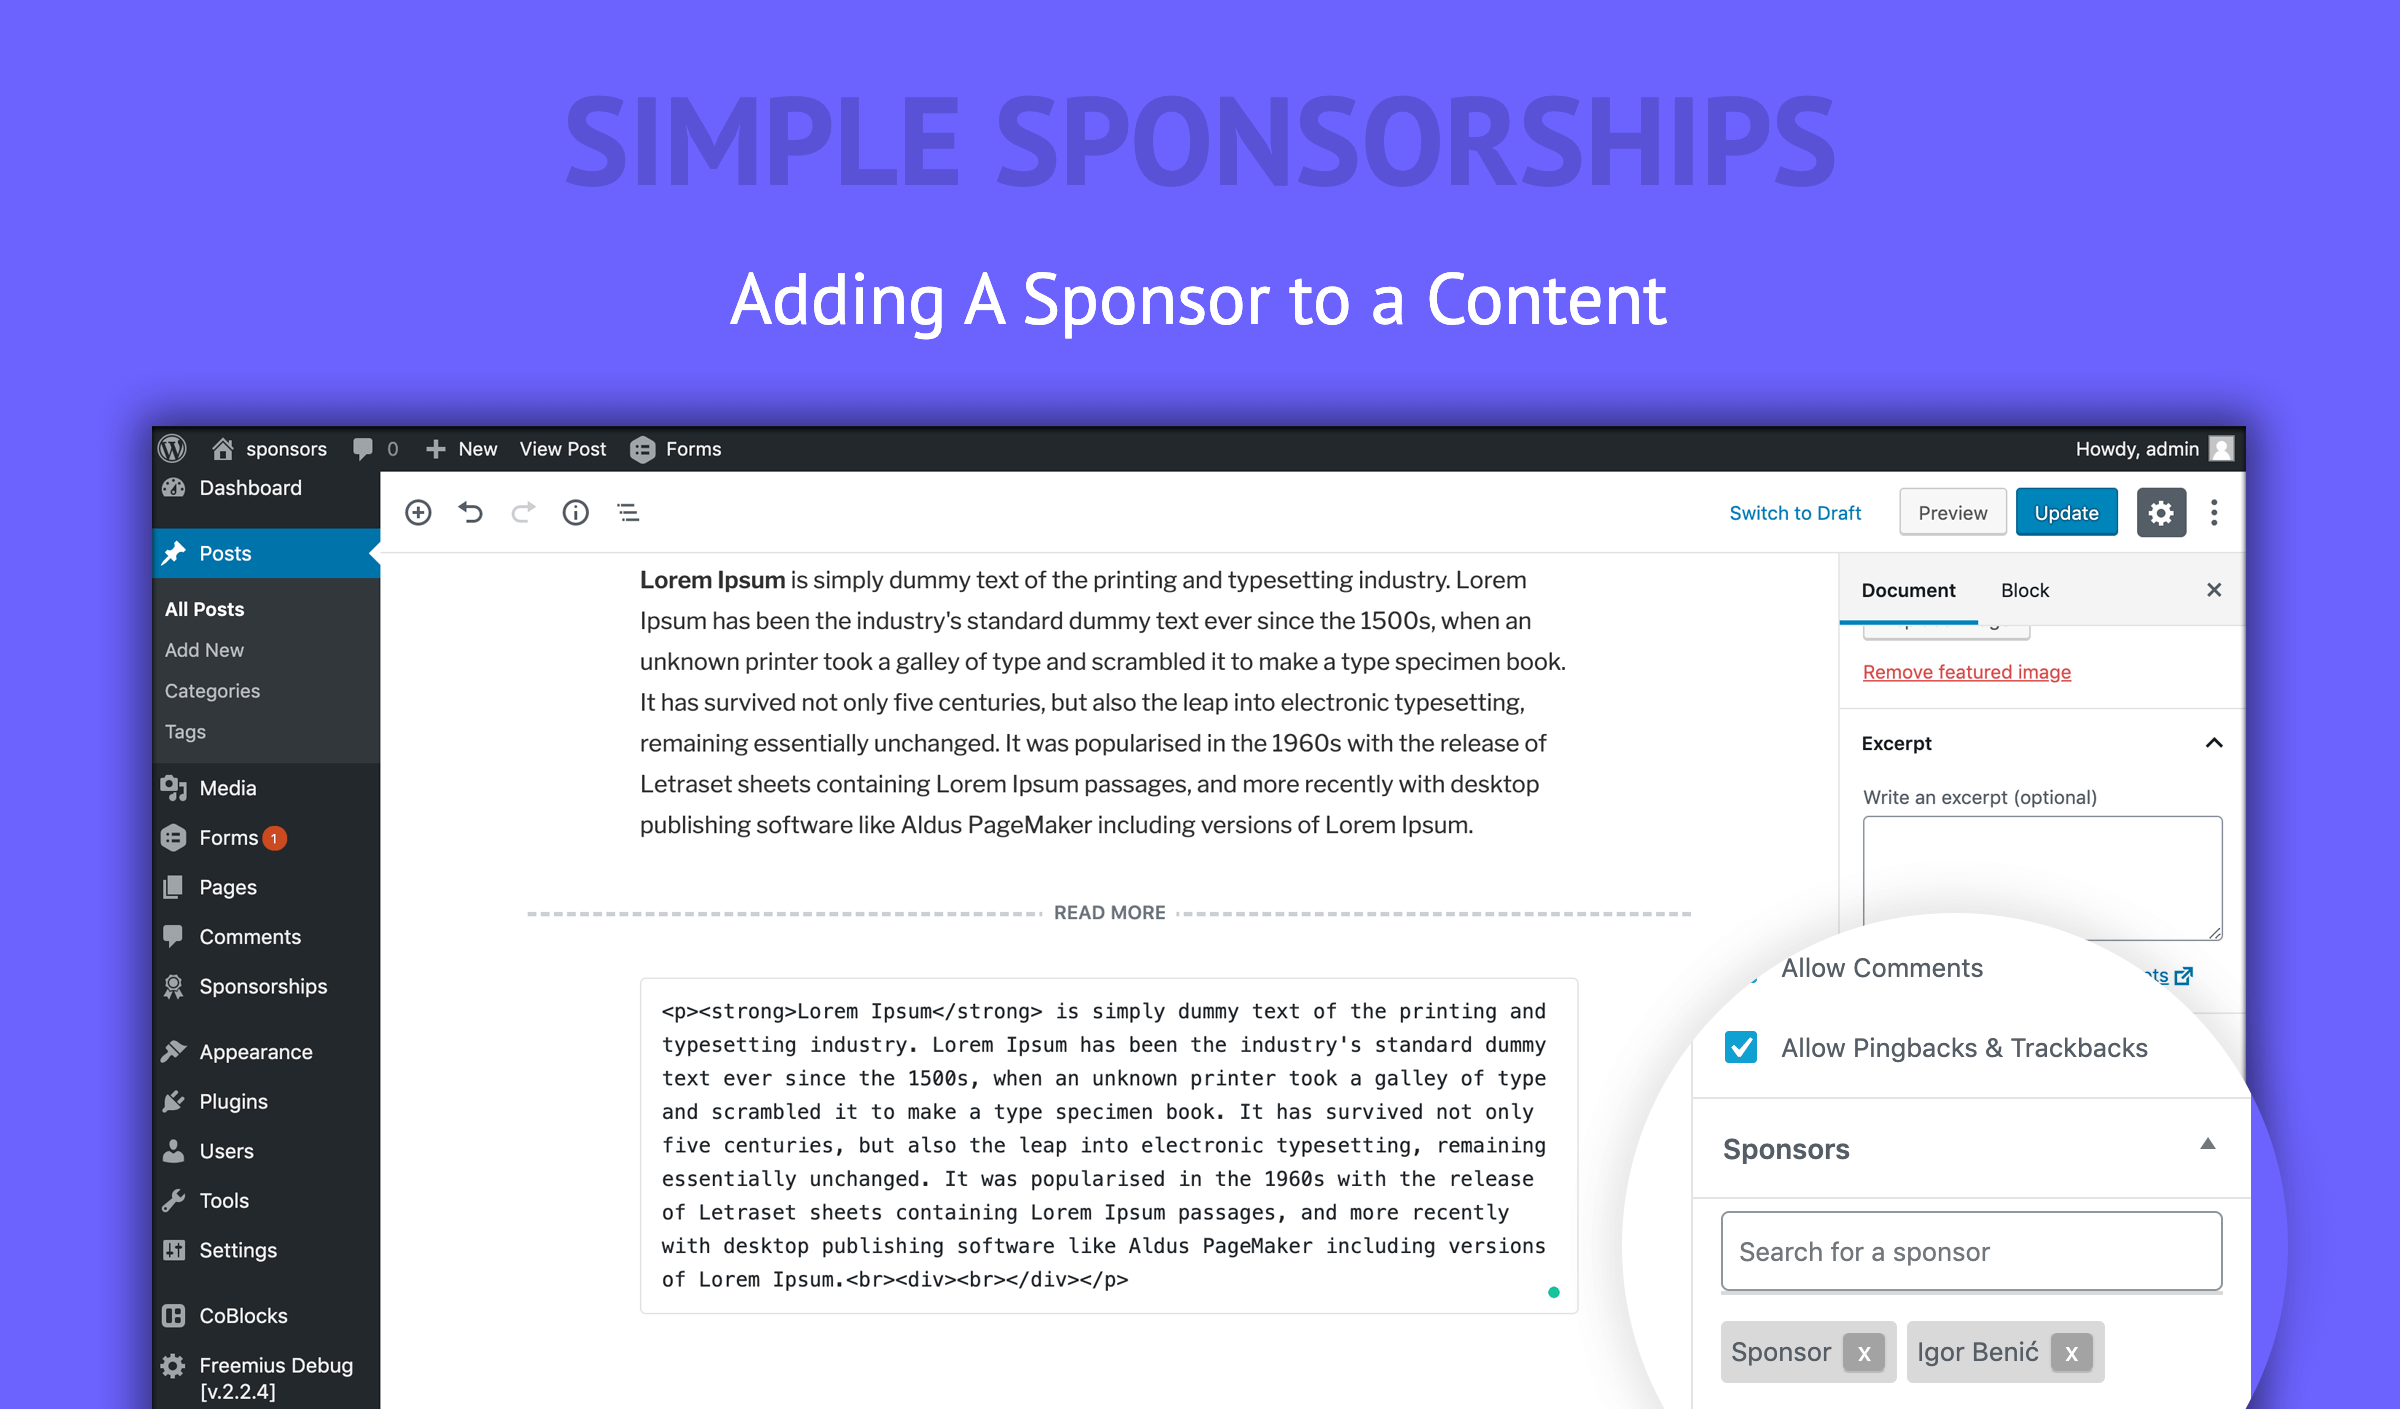 SIMPLE SPONSORSHIPS
Adding A Sponsor to a Content
sponsors 0 New View Post Forms Howdy, admin
Dashboard
Posts
All Posts
Add New
Categories
Tags
Media
Forms 1
Pages
Comments
Sponsorships
Appearance
Plugins
Users
Tools
Settings
CoBlocks
Freemius Debug
[v.2.2.4]
Switch to Draft Preview Update
Lorem Ipsum is simply dummy text of the printing and typesetting industry. Lorem
Ipsum has been the industry's standard dummy text ever since the 1500s, when an
unknown printer took a galley of type and scrambled it to make a type specimen book.
It has survived not only five centuries, but also the leap into electronic typesetting,
remaining essentially unchanged. It was popularised in the 1960s with the release of
Letraset sheets containing Lorem Ipsum passages, and more recently with desktop
publishing software like Aldus PageMaker including versions of Lorem Ipsum.
READ MORE
<p><strong>Lorem Ipsum</strong> is simply dummy text of the printing and
typesetting industry. Lorem Ipsum has been the industry's standard dummy
text ever since the 1500s, when an unknown printer took a galley of type
and scrambled it to make a type specimen book. It has survived not only
five centuries, but also the leap into electronic typesetting, remaining
essentially unchanged. It was popularised in the 1960s with the release
of Letraset sheets containing Lorem Ipsum passages, and more recently
with desktop publishing software like Aldus PageMaker including versions
of Lorem Ipsum.<br><div><br></div></p>
Document Block
Remove featured image
Excerpt
Write an excerpt (optional)
Allow Comments
Allow Pingbacks & Trackbacks
Sponsors
Search for a sponsor
Sponsor x Igor Benić x